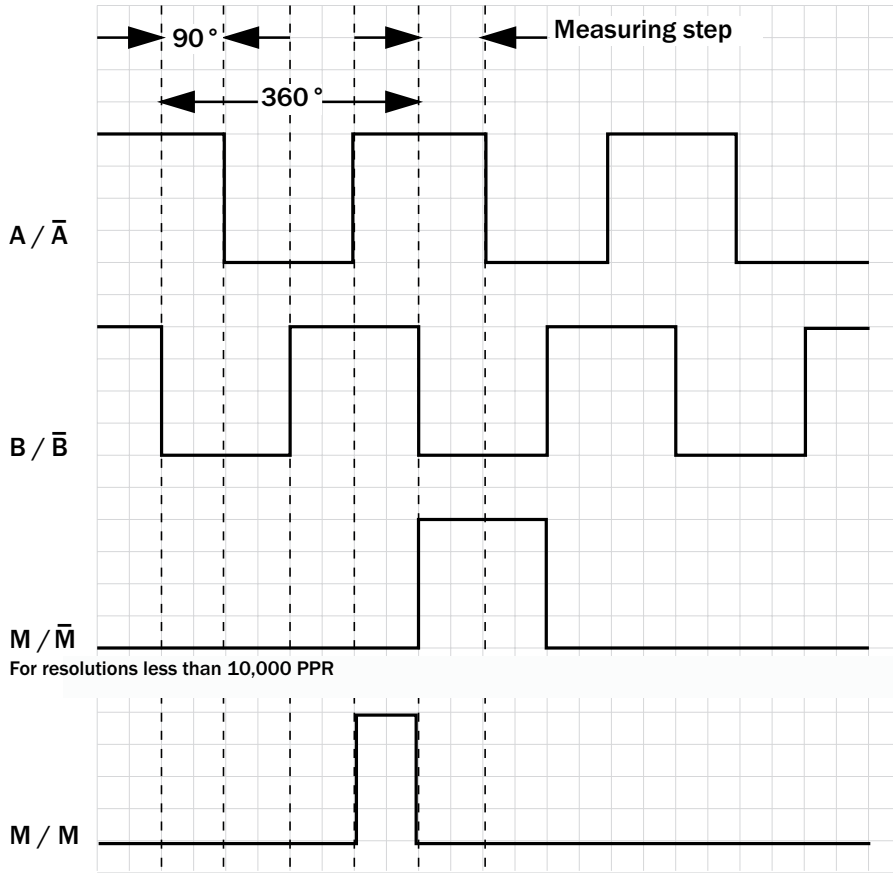 90° Measuring step
360°
A / A̅
B / B̅
M / M̅
For resolutions less than 10,000 PPR
M / M